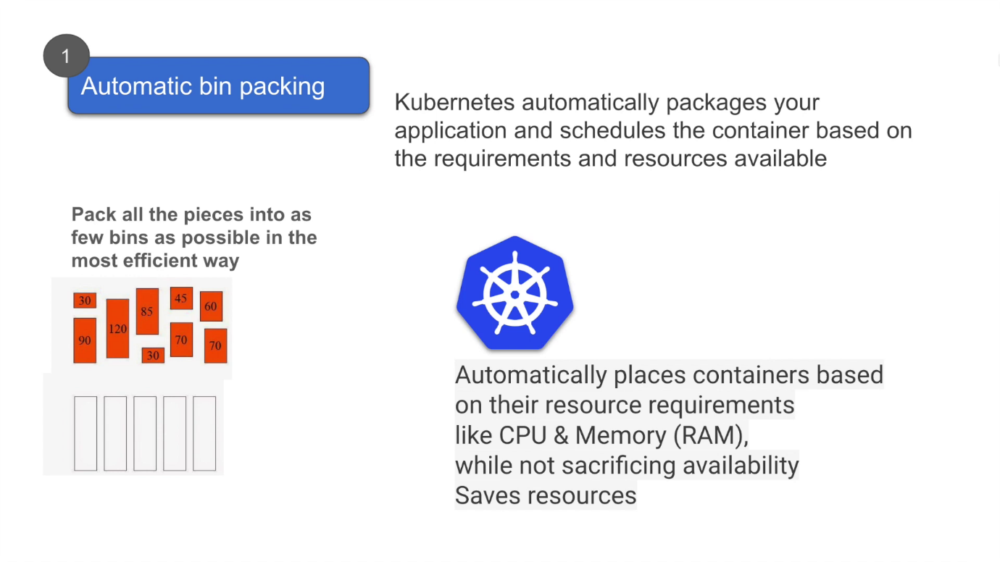 1
Automatic bin packing
Kubernetes automatically packages your
application and schedules the container based on
the requirements and resources available
Pack all the pieces into as
few bins as possible in the
most efficient way
30
45
60
85
120
90
70
70
30
Automatically places containers based
on their resource requirements
like CPU & Memory (RAM),
while not sacrificing availability
Saves resources